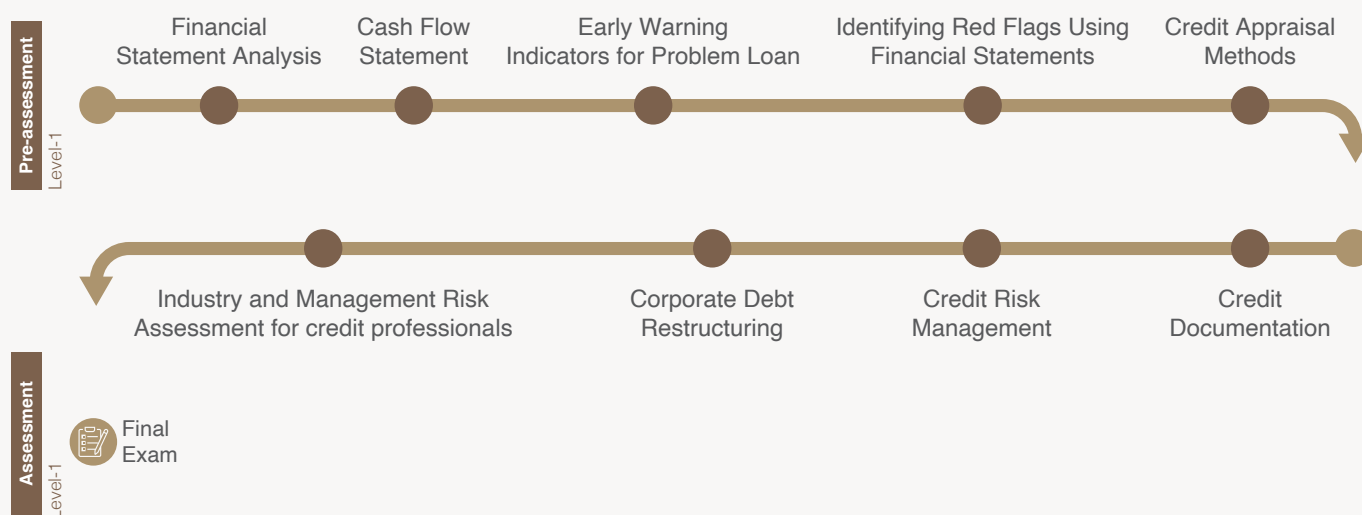 Pre-assessment
Level-1
Financial
Statement Analysis
Cash Flow
Statement
Early Warning
Indicators for Problem Loan
Identifying Red Flags Using
Financial Statements
Credit Appraisal
Methods
Industry and Management Risk
Assessment for credit professionals
Corporate Debt
Restructuring
Credit Risk
Management
Credit
Documentation
Assessment
Level-1
Final
Exam